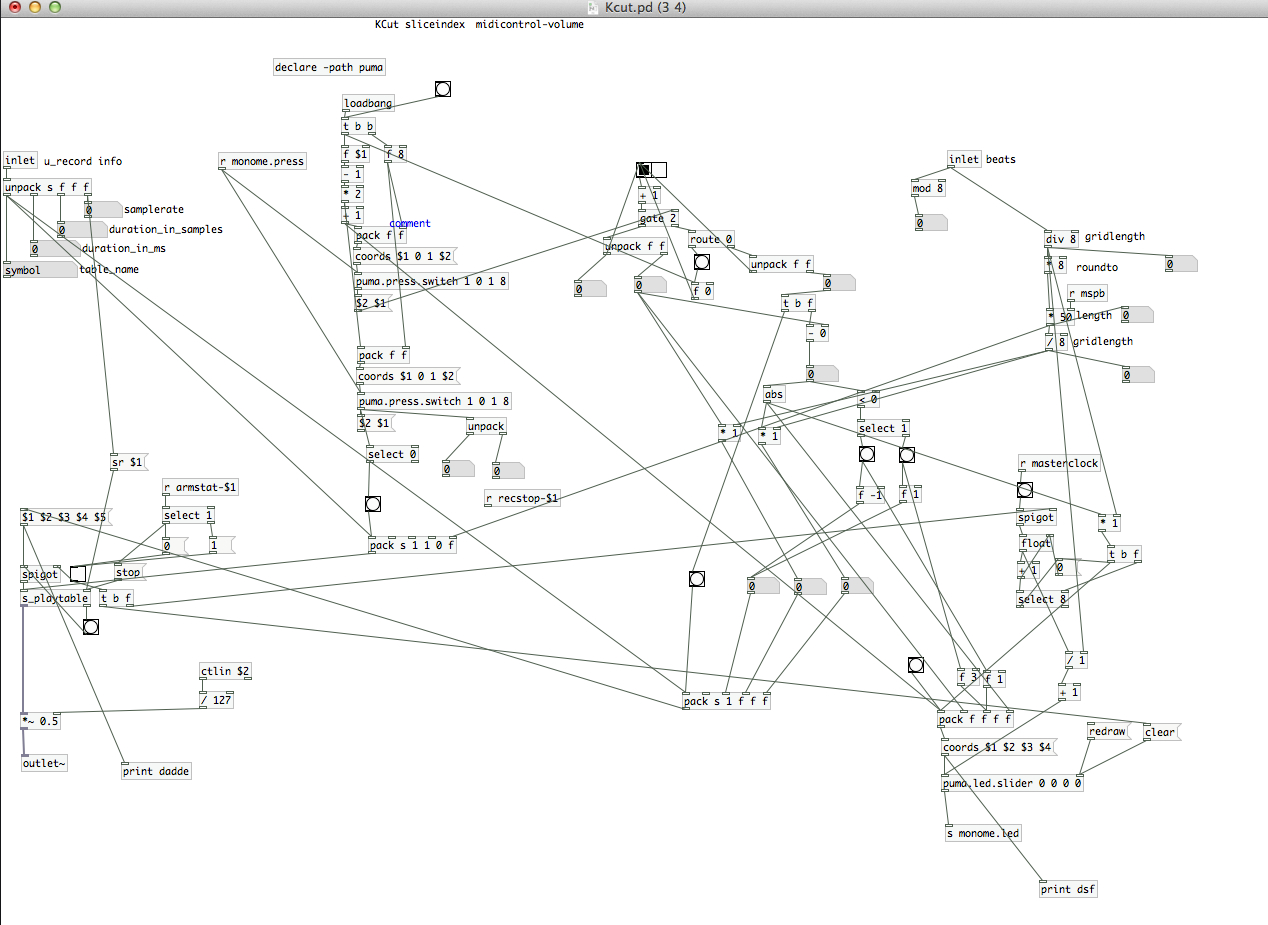 Kcut.pd (3 4)
KCut sliceindex midicontrol-volume
declare -path puma
loadbang
t b b
inlet u_record info
r monome.press
f $1
f 8
inlet beats
- 1
unpack s f f f
mod 8
* 2
+ 1
0 samplerate
+ 1
gate 2
comment
0
0 duration_in_samples
pack f f
route 0
div 8 gridlength
0 duration_in_ms
unpack f f
coords $1 0 1 $2
symbol table_name
unpack f f
0
* 8 roundto
puma.press.switch 1 0 1 8
0
0
f 0
0
r mspb
$2 $1
t b f
* 50 length 0
- 0
/ 8 gridlength
pack f f
coords $1 0 1 $2
0
0
puma.press.switch 1 0 1 8
abs
< 0
$2 $1
unpack
* 1
* 1
select 1
select 0
sr $1
0
0
r masterclock
r armstat-$1
r recstop-$1
f -1
f 1
$1 $2 $3 $4 $5
select 1
spigot
* 1
0
1
pack s 1 1 0 f
float
t b f
spigot
stop
+ 1
0
0
0
0
s_playtable
t b f
select 8
/ 1
ctlin $2
f 3
f 1
/ 127
pack s 1 f f f
+ 1
*~ 0.5
pack f f f f
redraw
clear
coords $1 $2 $3 $4
outlet~
print dadde
puma.led.slider 0 0 0 0
s monome.led
print dsf